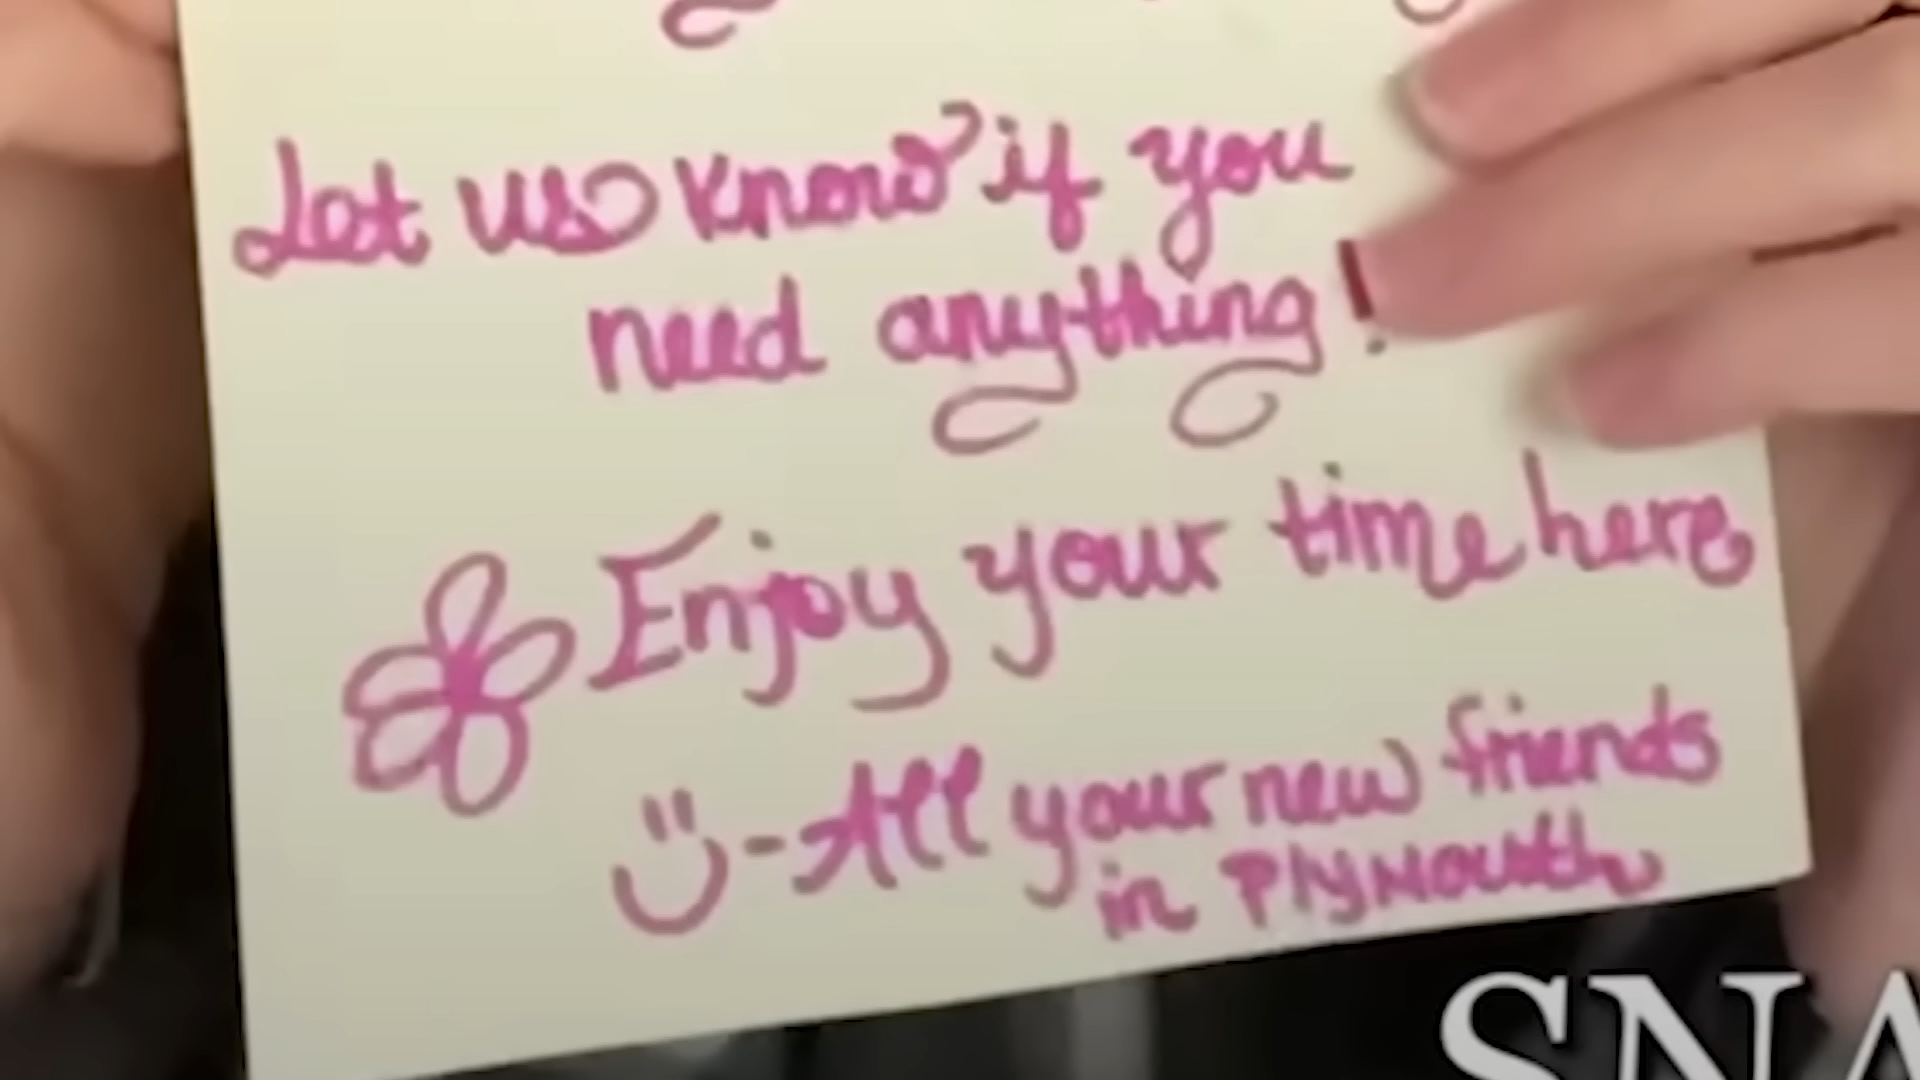 Let us know if you
need anything!
Enjoy your time here
-All your new friends
in Plymouth
SNA